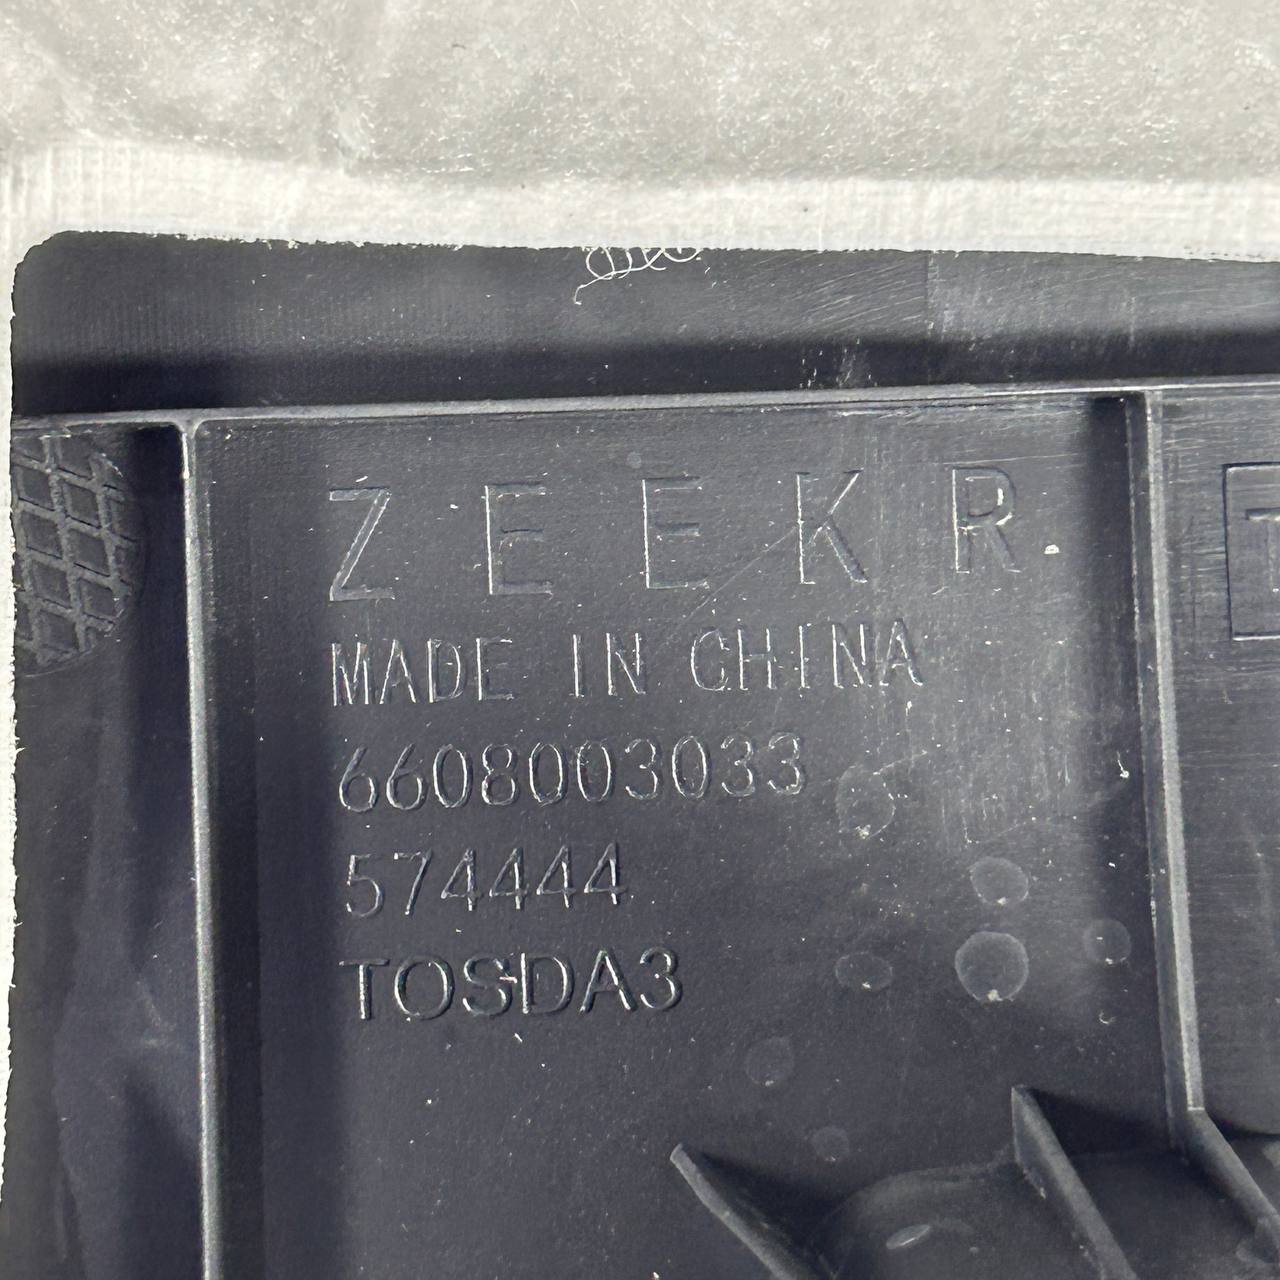 ZEEKR
MADE IN CHINA
6608003033
574444
TOSDA3